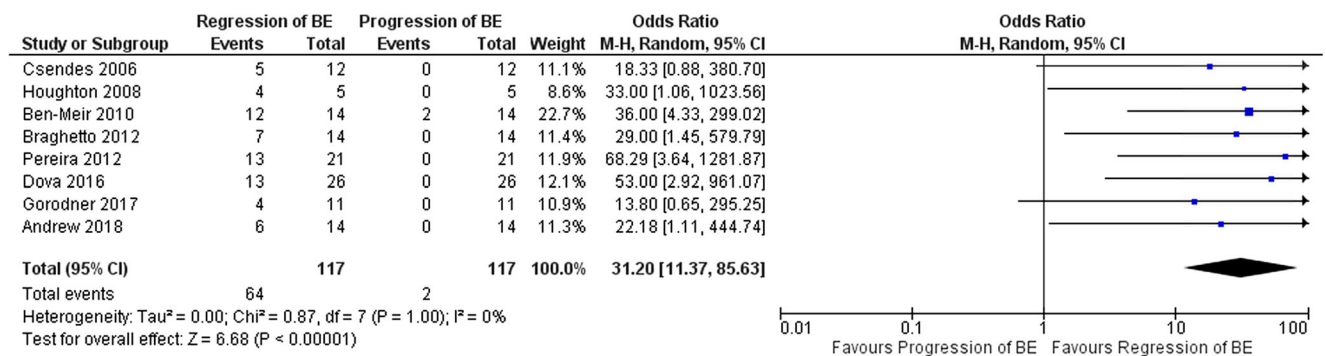 Regression of BE Progression of BE Odds Ratio Odds Ratio
Study or Subgroup Events Total Events Total Weight M-H, Random, 95% CI M-H, Random, 95% CI
Csendes 2006 5 12 0 12 11.1% 18.33 [0.88, 380.70]
Houghton 2008 4 5 0 5 8.6% 33.00 [1.06, 1023.56]
Ben-Meir 2010 12 14 2 14 22.7% 36.00 [4.33, 299.02]
Braghetto 2012 7 14 0 14 11.4% 29.00 [1.45, 579.79]
Pereira 2012 13 21 0 21 11.9% 68.29 [3.64, 1281.87]
Dova 2016 13 26 0 26 12.1% 53.00 [2.92, 961.07]
Gorodner 2017 4 11 0 11 10.9% 13.80 [0.65, 295.25]
Andrew 2018 6 14 0 14 11.3% 22.18 [1.11, 444.74]
Total (95% CI) 117 117 100.0% 31.20 [11.37, 85.63]
Total events 64 2
Heterogeneity: Tau² = 0.00; Chi² = 0.87, df = 7 (P = 1.00); I² = 0%
Test for overall effect: Z = 6.68 (P < 0.00001)
0.01 0.1 1 10 100
Favours Progression of BE Favours Regression of BE